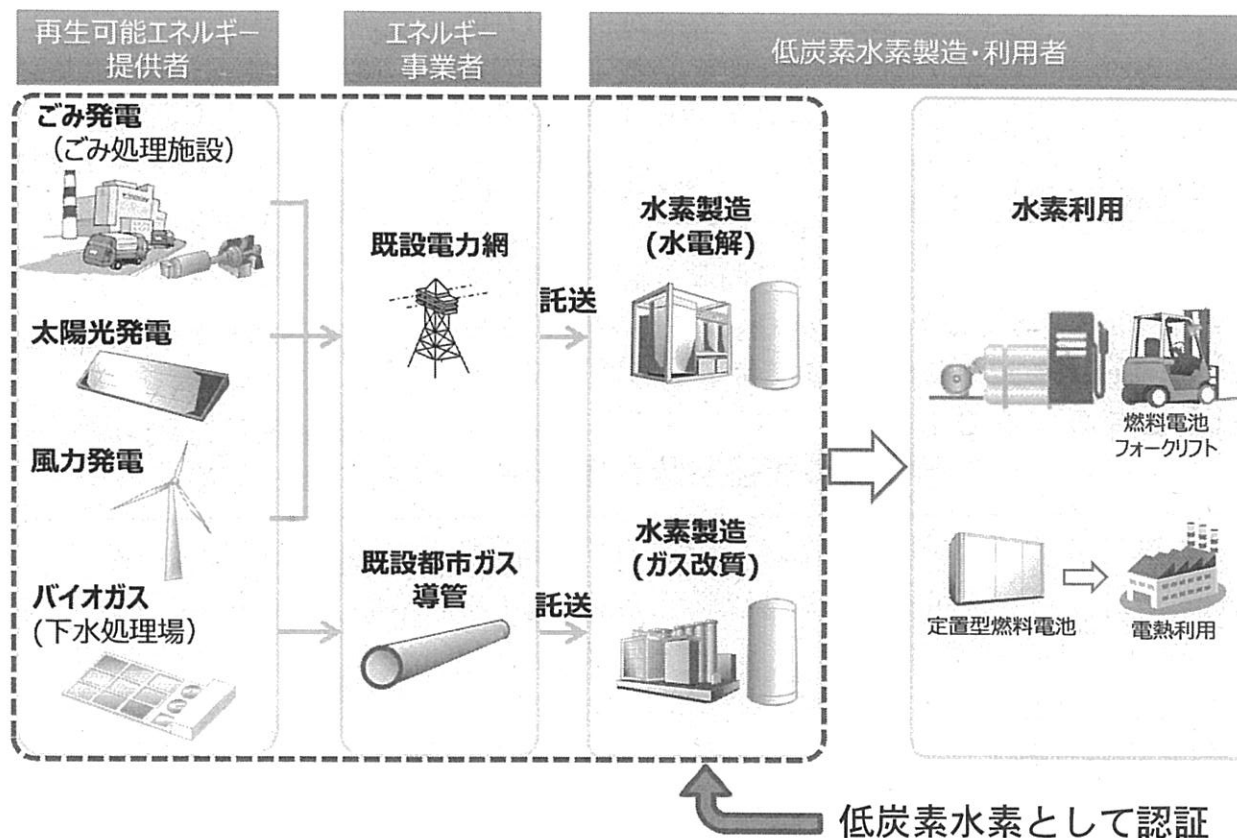 再生可能エネルギー
提供者
エネルギー
事業者
低炭素水素製造・利用者
ごみ発電
（ごみ処理施設）
太陽光発電
風力発電
バイオガス
(下水処理場）
既設電力網
既設都市ガス
導管
託送
託送
水素製造
(水電解)
水素製造
(ガス改質)
水素利用
燃料電池
フォークリフト
定置型燃料電池
電熱利用
低炭素水素として認証